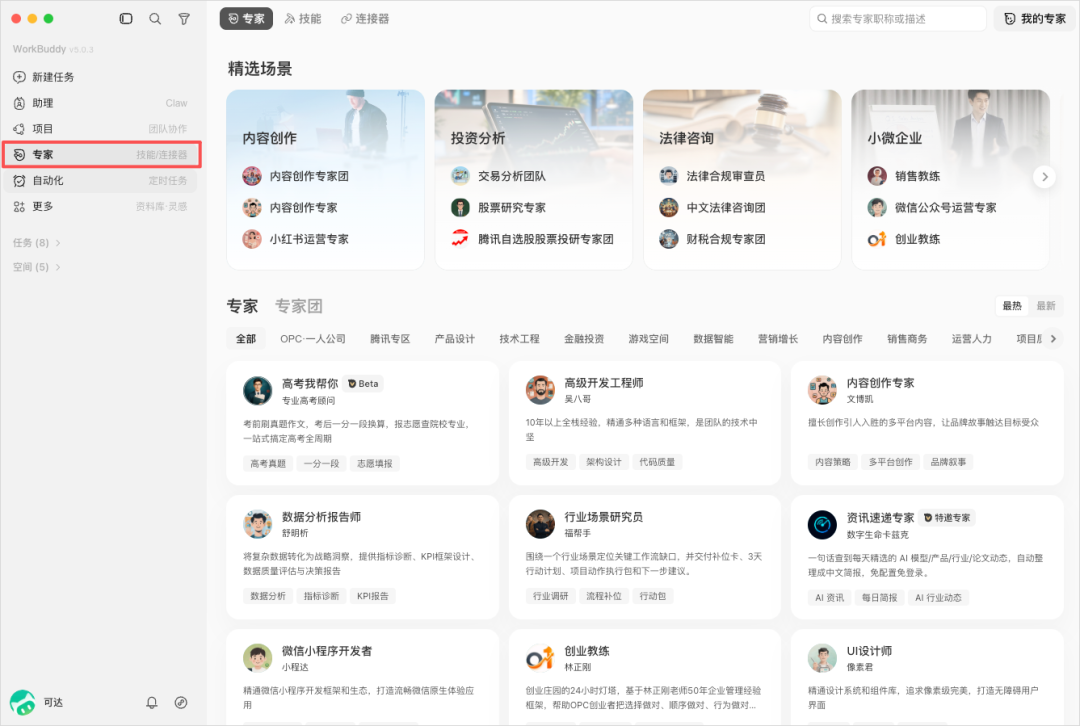 专家
技能
连接器
搜索专家职称或描述
我的专家
WorkBuddy v5.0.3
新建任务
助理
Claw
项目
团队协作
专家
技能/连接器
自动化
定时任务
更多
资料库·灵感
任务 (8)
空间 (5)
可达
精选场景
内容创作
内容创作专家团
内容创作专家
小红书运营专家
投资分析
交易分析团队
股票研究专家
腾讯自选股股票投研专家团
法律咨询
法律合规审查员
中文法律咨询团
财税合规专家团
小微企业
销售教练
微信公众号运营专家
创业教练
专家
专家团
最热
最新
全部
OPC·一人公司
腾讯专区
产品设计
技术工程
金融投资
游戏空间
数据智能
营销增长
内容创作
销售商务
运营人力
项目
高考我帮你
Beta
专业高考顾问
考前刷真题作文，考后一分一段换算，报志愿查院校专业，
一站式搞定高考全周期
高考真题
一分一段
志愿填报
高级开发工程师
吴八哥
10年以上全栈经验，精通多种语言和框架，是团队的技术中
坚
高级开发
架构设计
代码质量
内容创作专家
文博凯
擅长创作引人入胜的多平台内容，让品牌故事触达目标受众
内容策略
多平台创作
品牌叙事
数据分析报告师
舒明析
将复杂数据转化为战略洞察，提供指标诊断、KPI框架设计、
数据质量评估与决策报告
数据分析
指标诊断
KPI报告
行业场景研究员
福帮手
围绕一个行业场景定位关键工作流缺口，并交付补位卡、3天
行动计划、项目动作执行包和下一步建议。
行业调研
流程补位
行动包
资讯速递专家
特邀专家
数字生命卡兹克
一句话查到每天精选的 AI 模型/产品/行业/论文动态，自动整
理成中文简报，免配置免登录。
AI 资讯
每日简报
AI 行业动态
微信小程序开发者
小程达
精通微信小程序开发框架和生态，打造流畅微信原生体验应
用
创业教练
林正刚
创业庄园的24小时灯塔，基于林正刚老师50年企业管理经验
框架，帮助OPC创业者把选择做对、顺序做对、行为做对...
UI设计师
像素君
精通设计系统和组件库，追求像素级完美，打造无障碍用户
界面